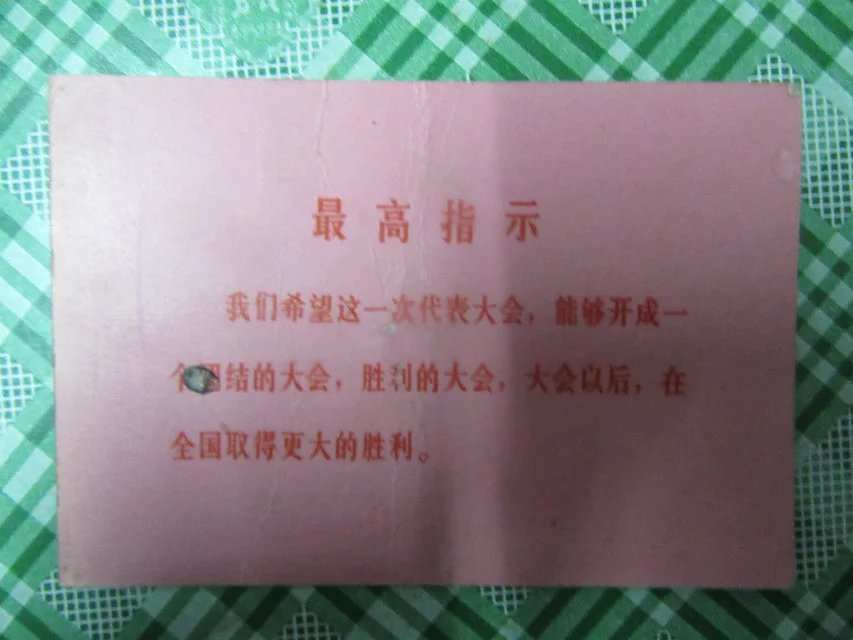 最高指示
我们希望这一次代表大会，能够开成一
个团结的大会，胜利的大会，大会以后，在
全国取得更大的胜利。